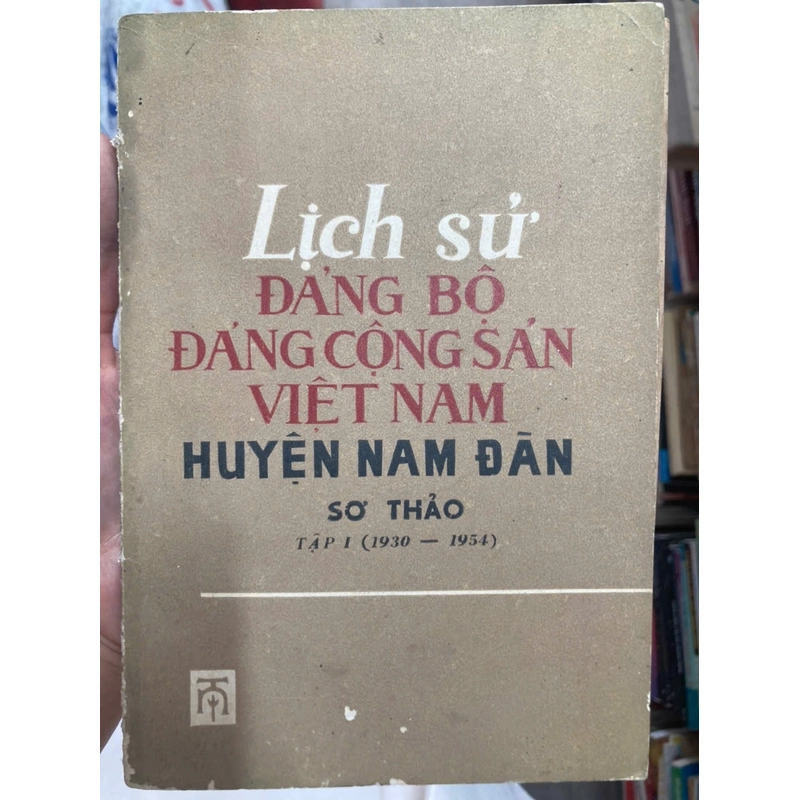 Lịch sử
ĐẢNG BỘ
ĐẢNG CỘNG SẢN
VIỆT NAM
HUYỆN NAM ĐÀN
SƠ THẢO
TẬP I (1930 — 1954)